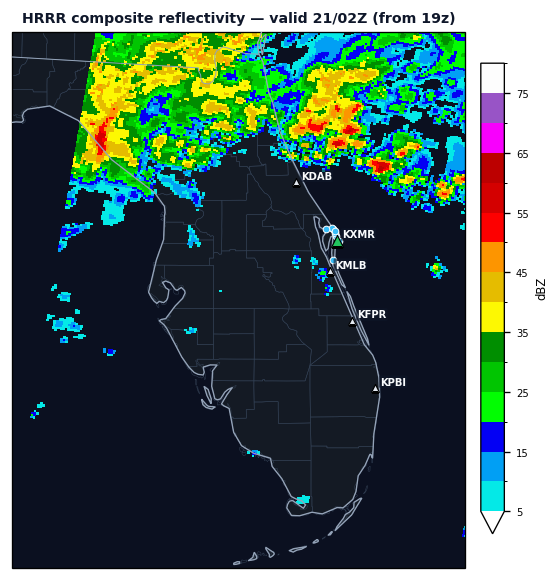 HRRR composite reflectivity — valid 21/02Z (from 19z)
KDAB
KXMR
KMLB
KFPR
KPBI
75
65
55
45
35
25
15
5
dBZ